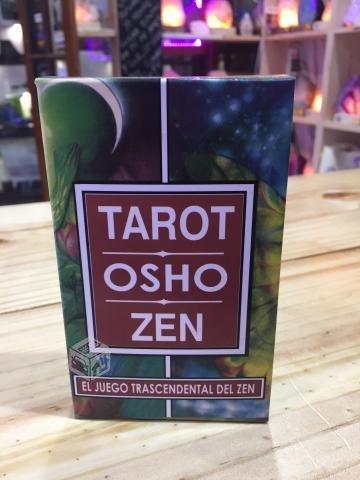 TAROT
OSHO
ZEN
EL JUEGO TRASCENDENTAL DEL ZEN